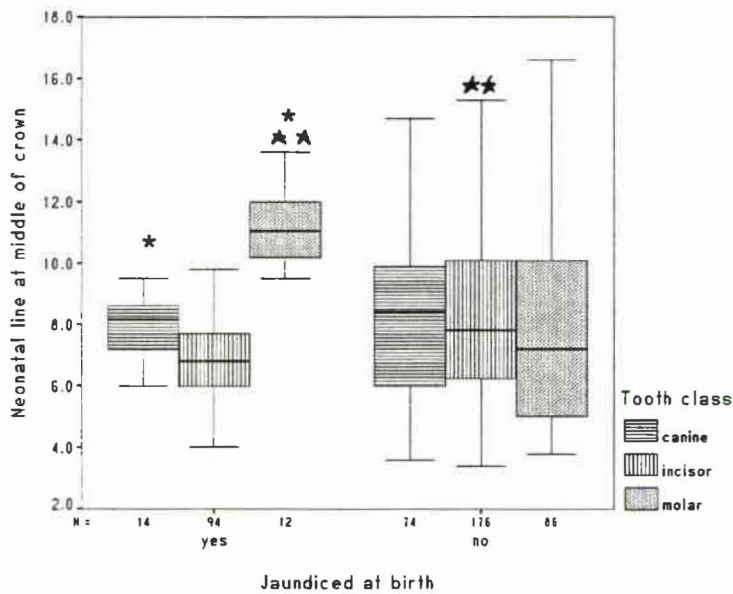 Neonatal line at middle of crown
18.0
16.0
14.0
12.0
10.0
8.0
6.0
4.0
2.0
* 
*
★ ★
★★
Tooth class
canine
incisor
molar
N = 14 94 12 74 176 86
yes no
Jaundiced at birth